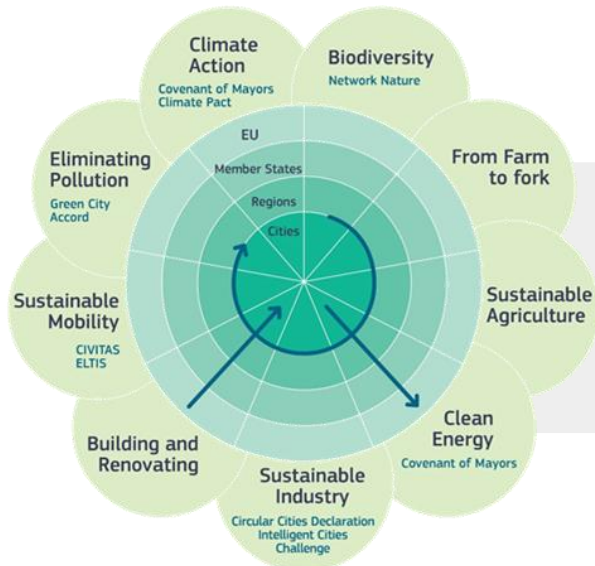 Climate
Action
Covenant of Mayors
Climate Pact
Biodiversity
Network Nature
From Farm
to fork
Sustainable
Agriculture
Clean
Energy
Covenant of Mayors
Sustainable
Industry
Circular Cities Declaration
Intelligent Cities
Challenge
Building and
Renovating
Sustainable
Mobility
CIVITAS
ELTIS
Eliminating
Pollution
Green City
Accord
EU
Member States
Regions
Cities